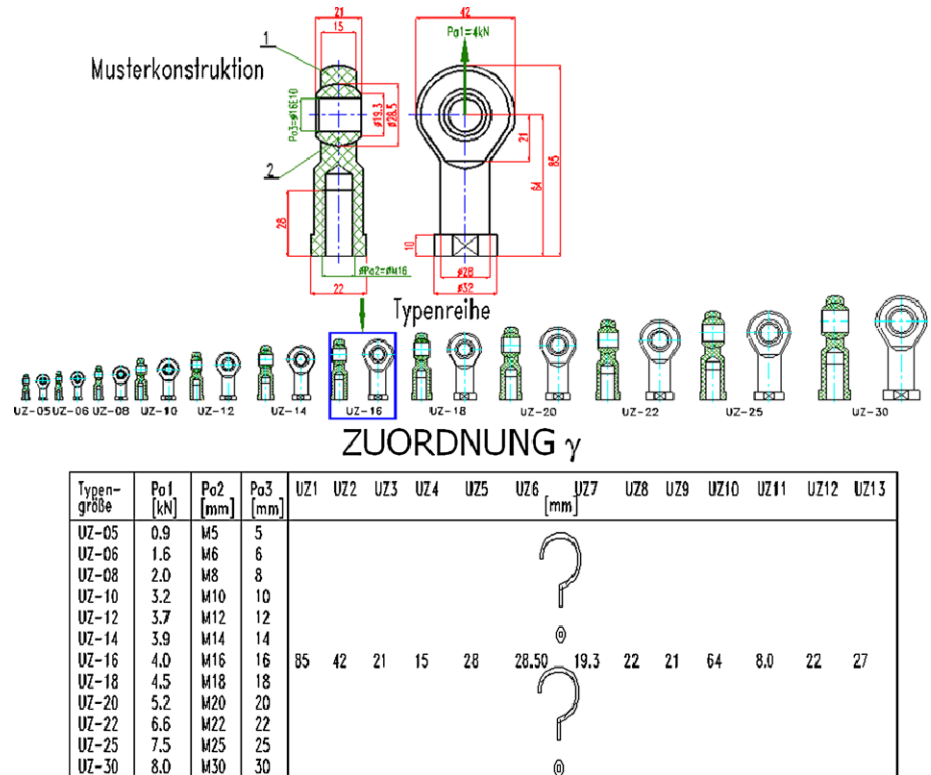 21
15
42
Pa1=4kN
1
Musterkonstruktion
Pa3=ø16E10
ø19.3
ø28.5
21
85
64
2
28
10
øPa2=øM16
22
ø28
ø32
Typenreihe
UZ-05 UZ-06 UZ-08 UZ-10 UZ-12 UZ-14 UZ-16 UZ-18 UZ-20 UZ-22 UZ-25 UZ-30
ZUORDNUNG γ
Typen-größe Pa1 [kN] Pa2 [mm] Pa3 [mm] UZ1 UZ2 UZ3 UZ4 UZ5 UZ6 UZ7 UZ8 UZ9 UZ10 UZ11 UZ12 UZ13
[mm]
UZ-05 0.9 M5 5
UZ-06 1.6 M6 6
UZ-08 2.0 M8 8
UZ-10 3.2 M10 10
UZ-12 3.7 M12 12
UZ-14 3.9 M14 14
UZ-16 4.0 M16 16 85 42 21 15 28 28.50 19.3 22 21 64 8.0 22 27
UZ-18 4.5 M18 18
UZ-20 5.2 M20 20
UZ-22 6.6 M22 22
UZ-25 7.5 M25 25
UZ-30 8.0 M30 30
?
?